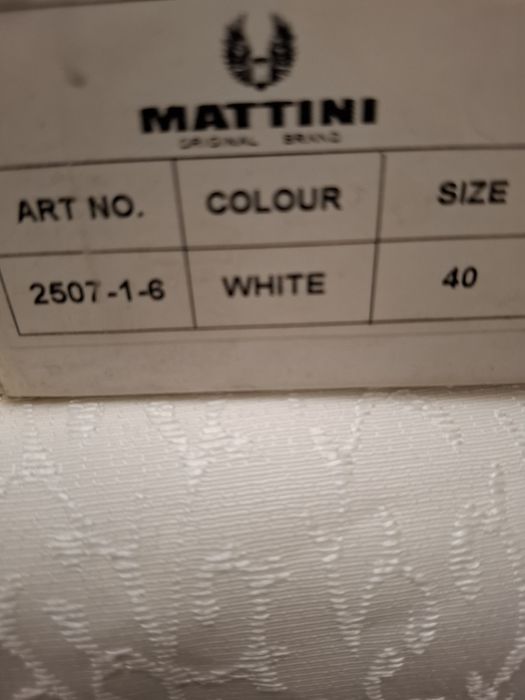 MATTINI
ORIGINAL BRAND
ART NO. COLOUR SIZE
2507-1-6 WHITE 40